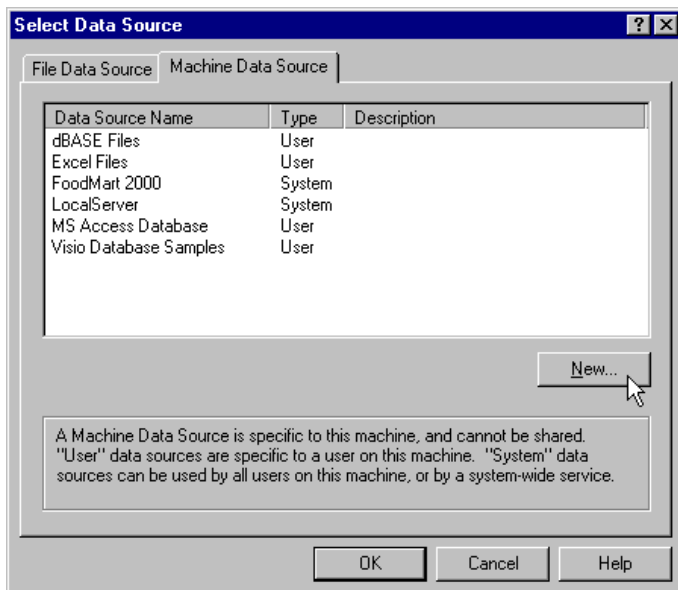 Select Data Source
File Data Source Machine Data Source
Data Source Name Type Description
dBASE Files User
Excel Files User
FoodMart 2000 System
LocalServer System
MS Access Database User
Visio Database Samples User
New...
A Machine Data Source is specific to this machine, and cannot be shared.
"User" data sources are specific to a user on this machine.  "System" data
sources can be used by all users on this machine, or by a system-wide service.
OK Cancel Help